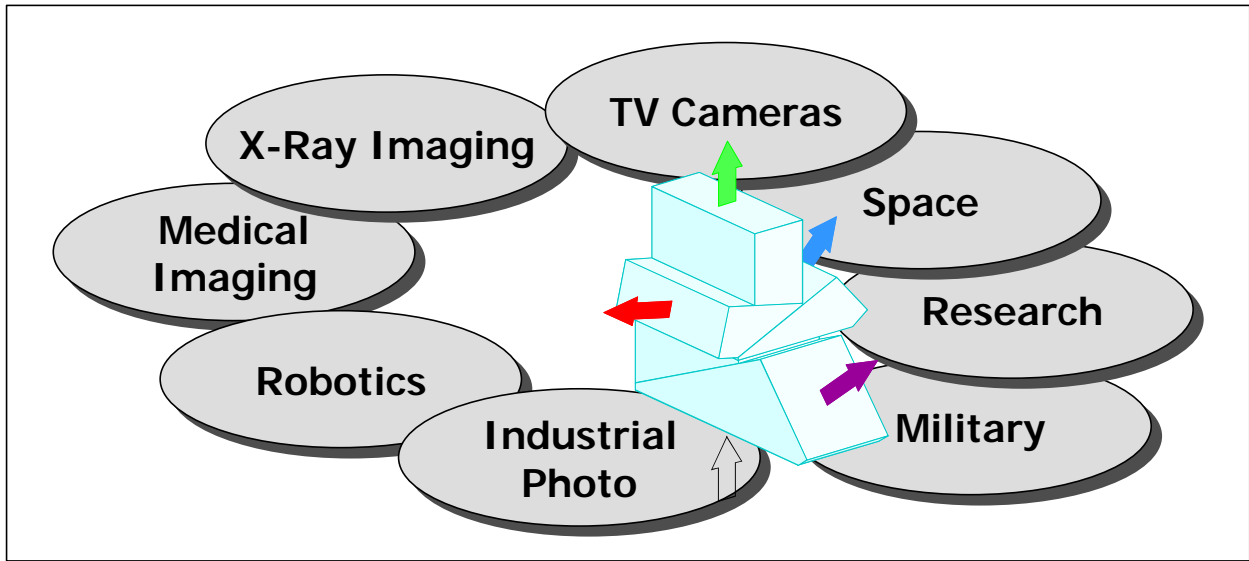 TV Cameras
X-Ray Imaging
Space
Medical
Imaging
Research
Robotics
Industrial
Photo
Military